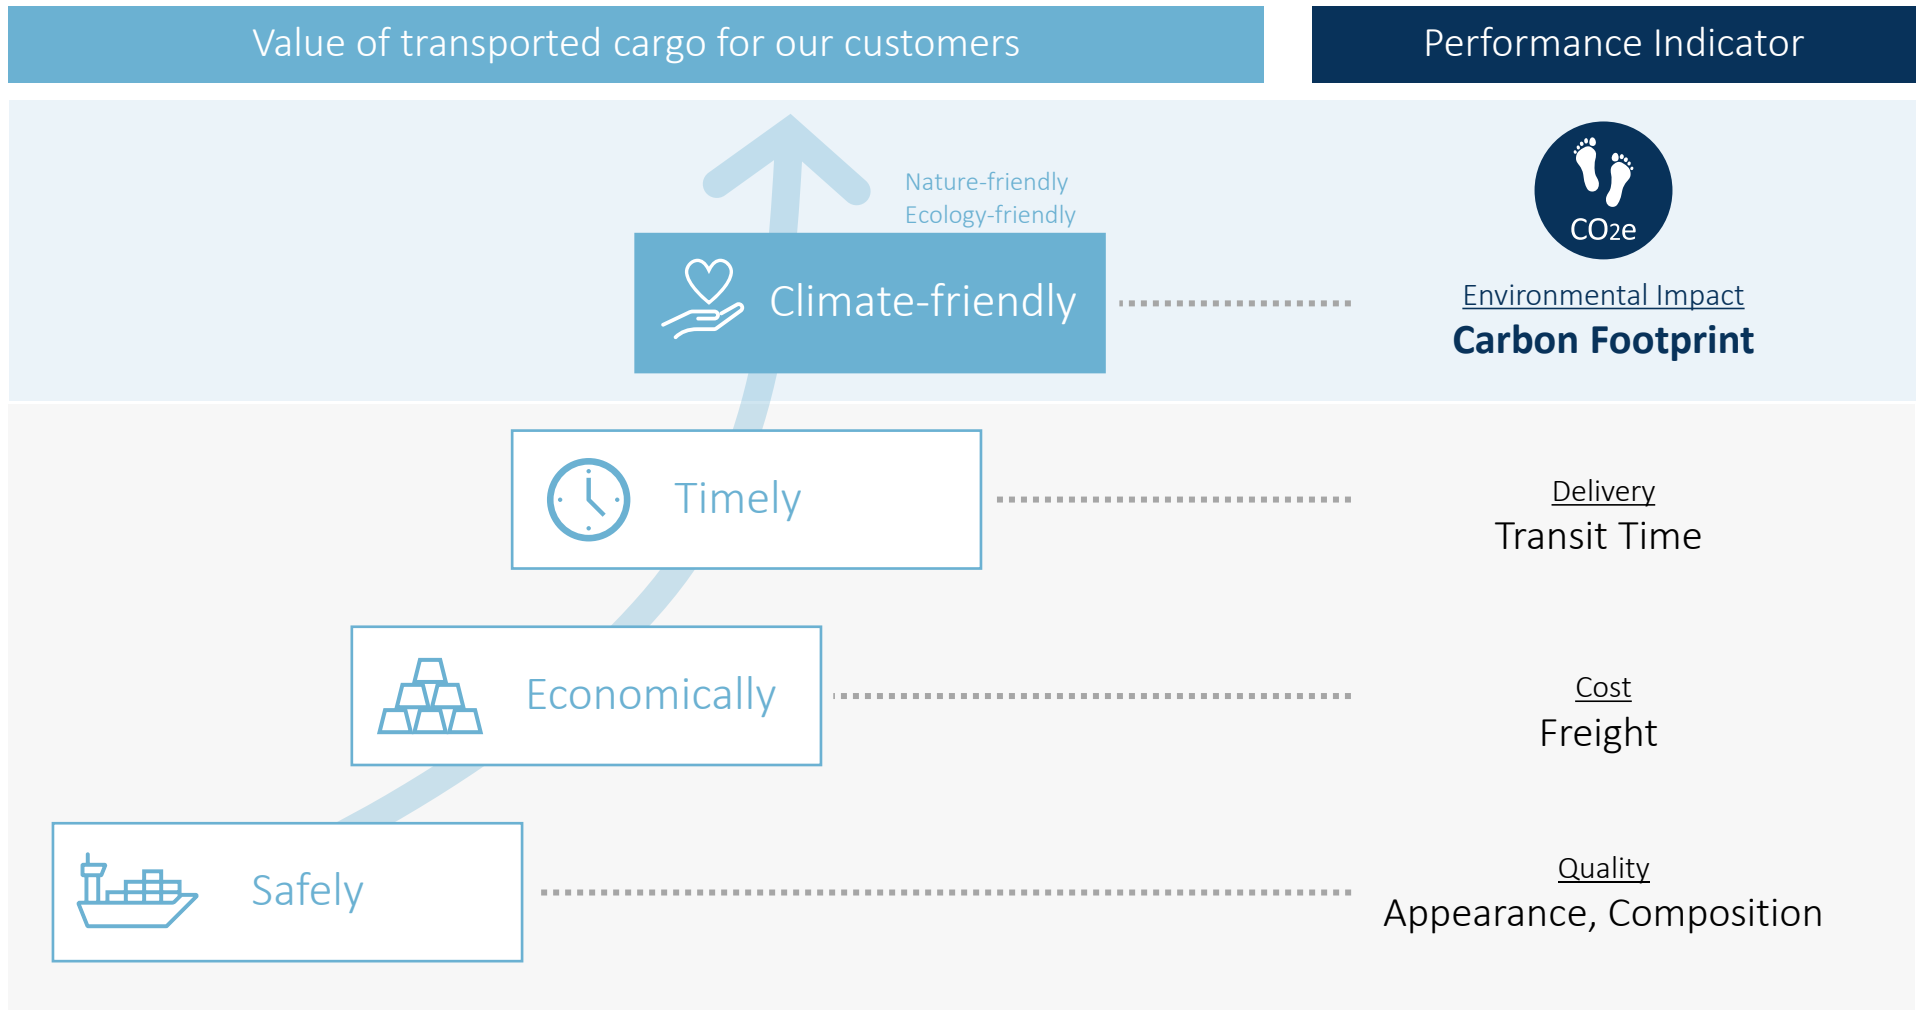 Value of transported cargo for our customers
Performance Indicator
Nature-friendly
Ecology-friendly
Climate-friendly
CO2e
Environmental Impact
Carbon Footprint
Timely
Delivery
Transit Time
Economically
Cost
Freight
Safely
Quality
Appearance, Composition